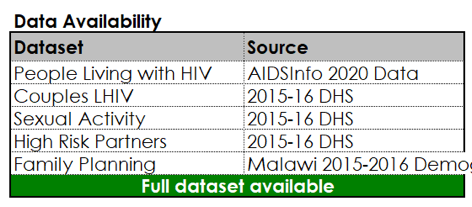 Data Availability
Dataset Source
People Living with HIV AIDSInfo 2020 Data
Couples LHIV 2015-16 DHS
Sexual Activity 2015-16 DHS
High Risk Partners 2015-16 DHS
Family Planning Malawi 2015-2016 Demog
Full dataset available